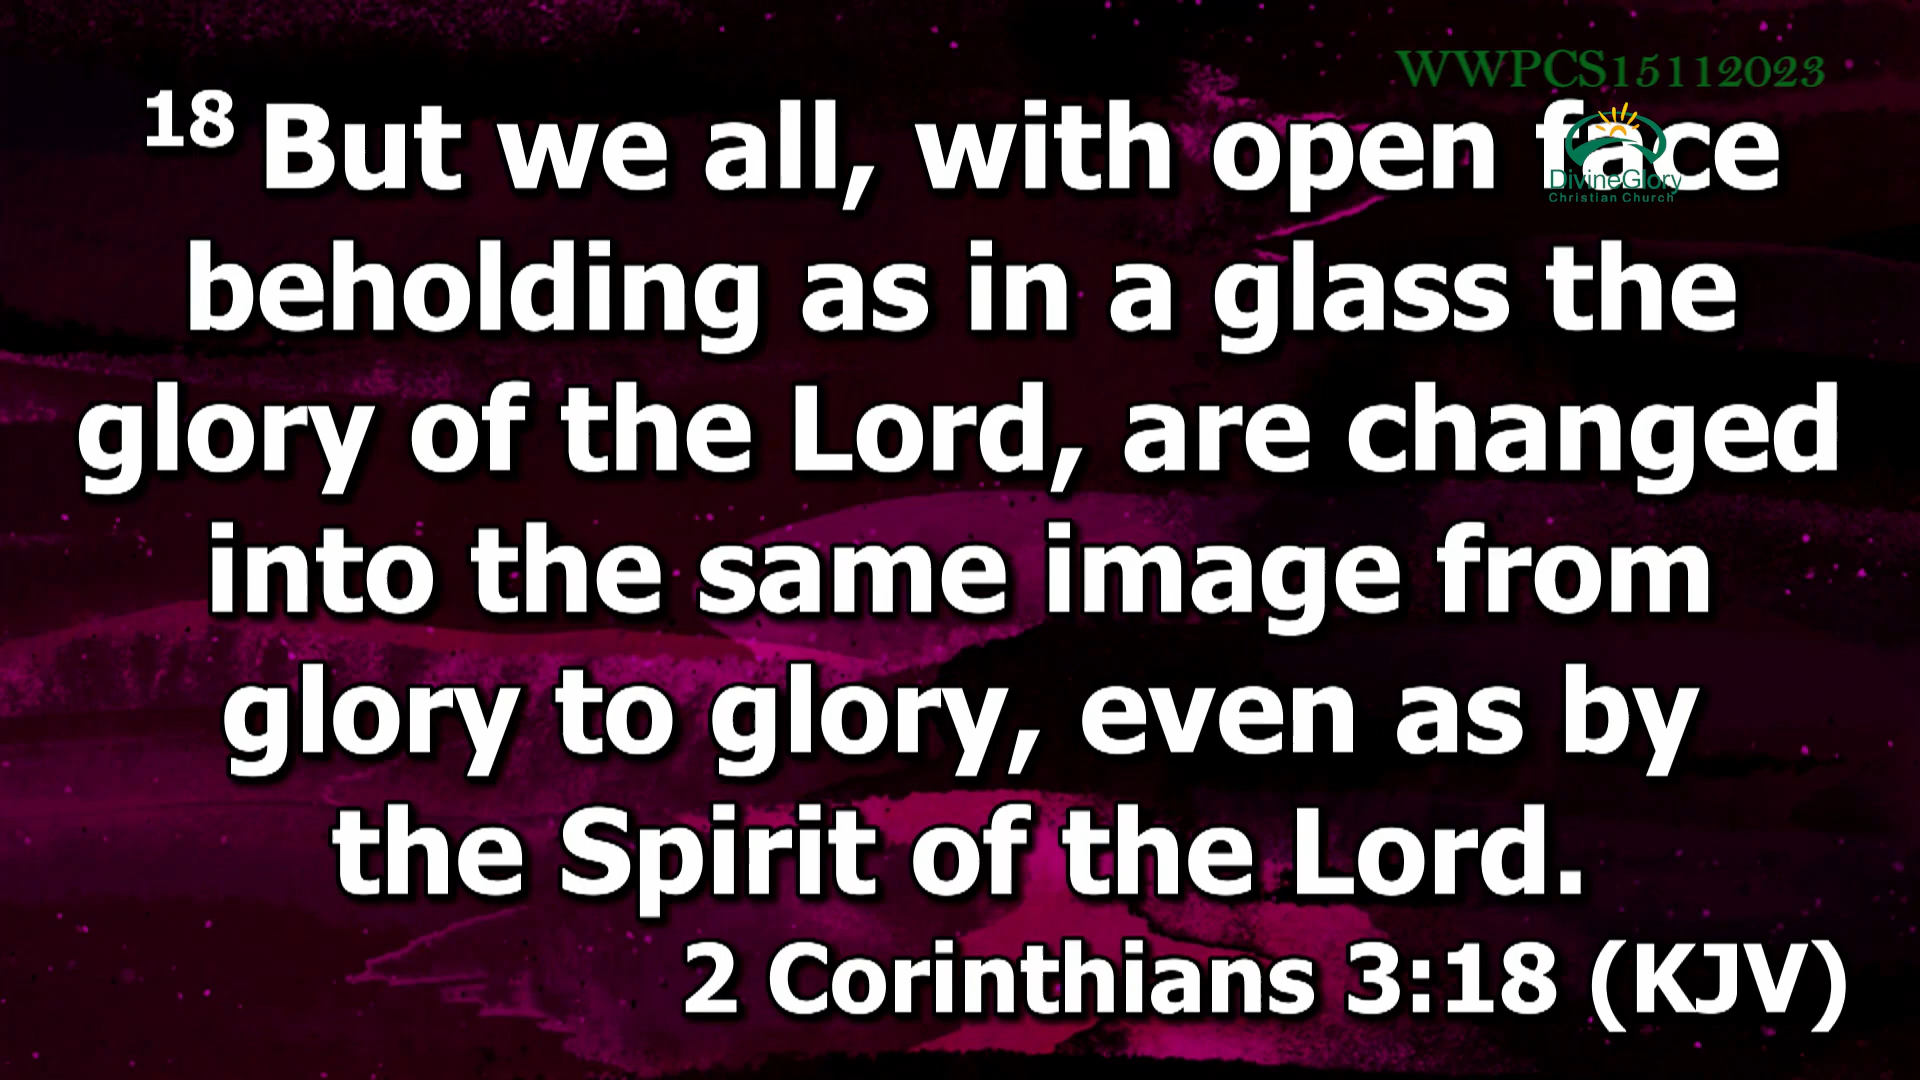 WWPCS15112023
18 But we all, with open face
DivineGlory
Christian Church
beholding as in a glass the
glory of the Lord, are changed
into the same image from
glory to glory, even as by
the Spirit of the Lord.
2 Corinthians 3:18 (KJV)